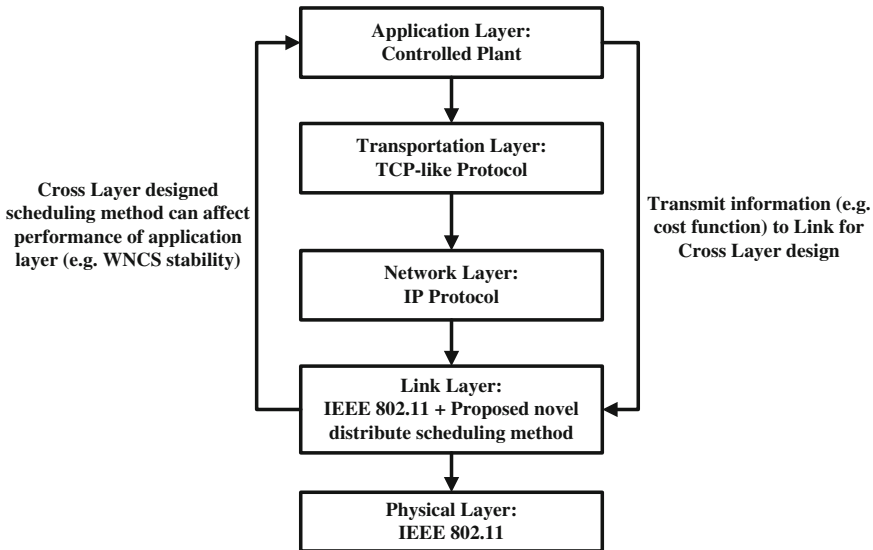 Application Layer:
Controlled Plant
Transportation Layer:
TCP-like Protocol
Cross Layer designed
scheduling method can affect
performance of application
layer (e.g. WNCS stability)
Transmit information (e.g.
cost function) to Link for
Cross Layer design
Network Layer:
IP Protocol
Link Layer:
IEEE 802.11 + Proposed novel
distribute scheduling method
Physical Layer:
IEEE 802.11